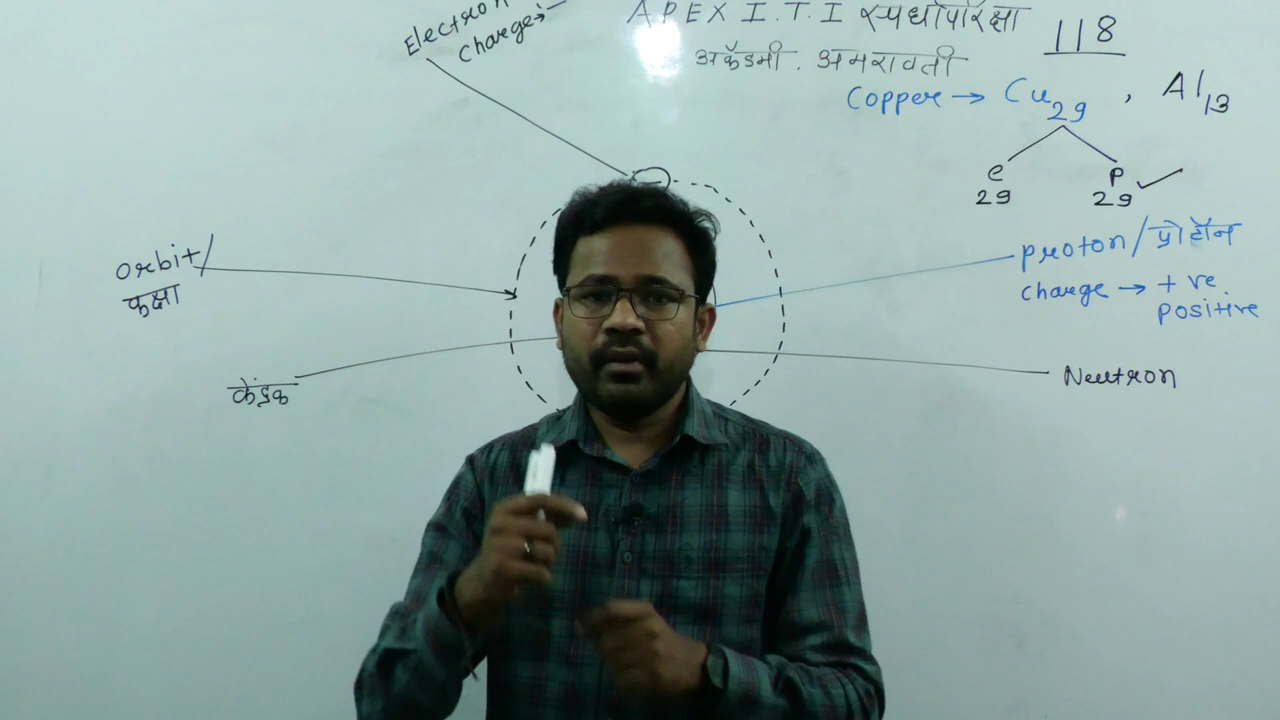 APEX I.T.I स्पर्धापरिक्षा
अकॅडमी . अमरावती
118
Electron
Charge → -
Copper → Cu29 , Al13
e P ✓
29 29
orbit/
कक्षा
proton/प्रोटॉन
charge → +ve
positive
केंद्रक
Neutron